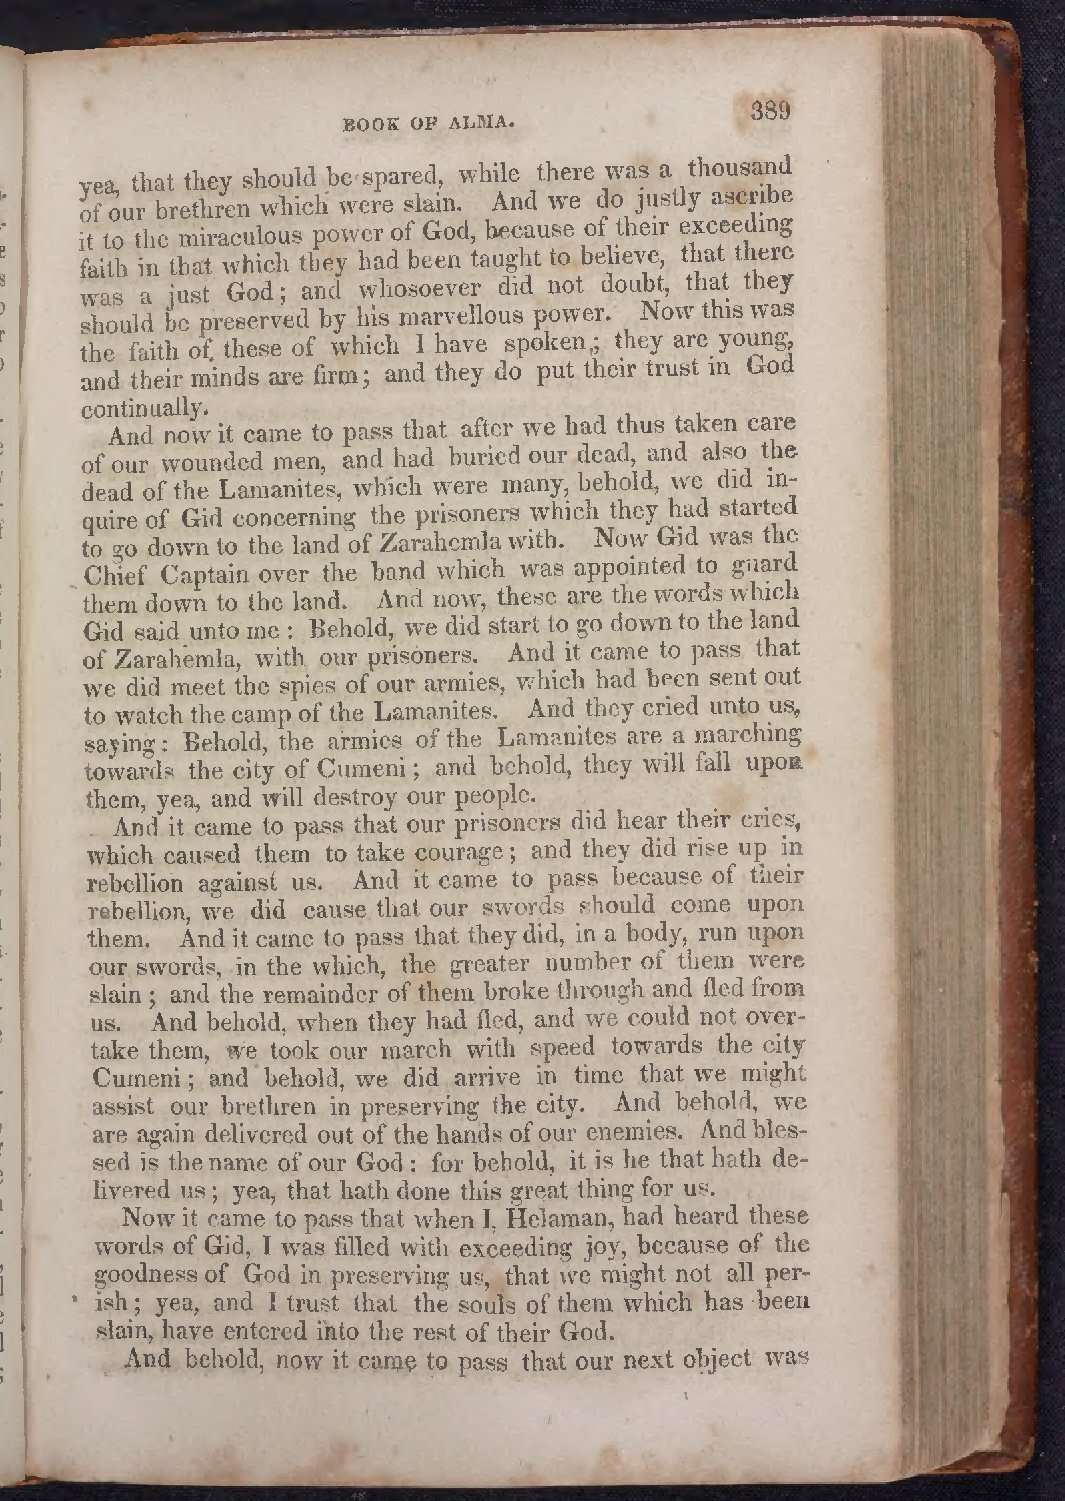 BOOK OF ALMA. 389
yea, that they should be spared, while there was a thousand
of our brethren which were slain. And we do justly ascribe
it to the miraculous power of God, because of their exceeding
faith in that which they had been taught to believe, that there
was a just God; and whosoever did not doubt, that they
should be preserved by his marvellous power. Now this was
the faith of these of which I have spoken; they are young,
and their minds are firm; and they do put their trust in God
continually.
And now it came to pass that after we had thus taken care
of our wounded men, and had buried our dead, and also the
dead of the Lamanites, which were many, behold, we did in-
quire of Gid concerning the prisoners which they had started
to go down to the land of Zarahemla with. Now Gid was the
Chief Captain over the band which was appointed to guard
them down to the land. And now, these are the words which
Gid said unto me: Behold, we did start to go down to the land
of Zarahemla, with our prisoners. And it came to pass that
we did meet the spies of our armies, which had been sent out
to watch the camp of the Lamanites. And they cried unto us,
saying: Behold, the armies of the Lamanites are a marching
towards the city of Cumeni; and behold, they will fall upon
them, yea, and will destroy our people.
And it came to pass that our prisoners did hear their cries,
which caused them to take courage; and they did rise up in
rebellion against us. And it came to pass because of their
rebellion, we did cause that our swords should come upon
them. And it came to pass that they did, in a body, run upon
our swords, in the which, the greater number of them were
slain; and the remainder of them broke through and fled from
us. And behold, when they had fled, and we could not over-
take them, we took our march with speed towards the city
Cumeni; and behold, we did arrive in time that we might
assist our brethren in preserving the city. And behold, we
are again delivered out of the hands of our enemies. And bles-
sed is the name of our God: for behold, it is he that hath de-
livered us; yea, that hath done this great thing for us.
Now it came to pass that when I, Helaman, had heard these
words of Gid, I was filled with exceeding joy, because of the
goodness of God in preserving us, that we might not all per-
ish; yea, and I trust that the souls of them which has been
slain, have entered into the rest of their God.
And behold, now it came to pass that our next object was